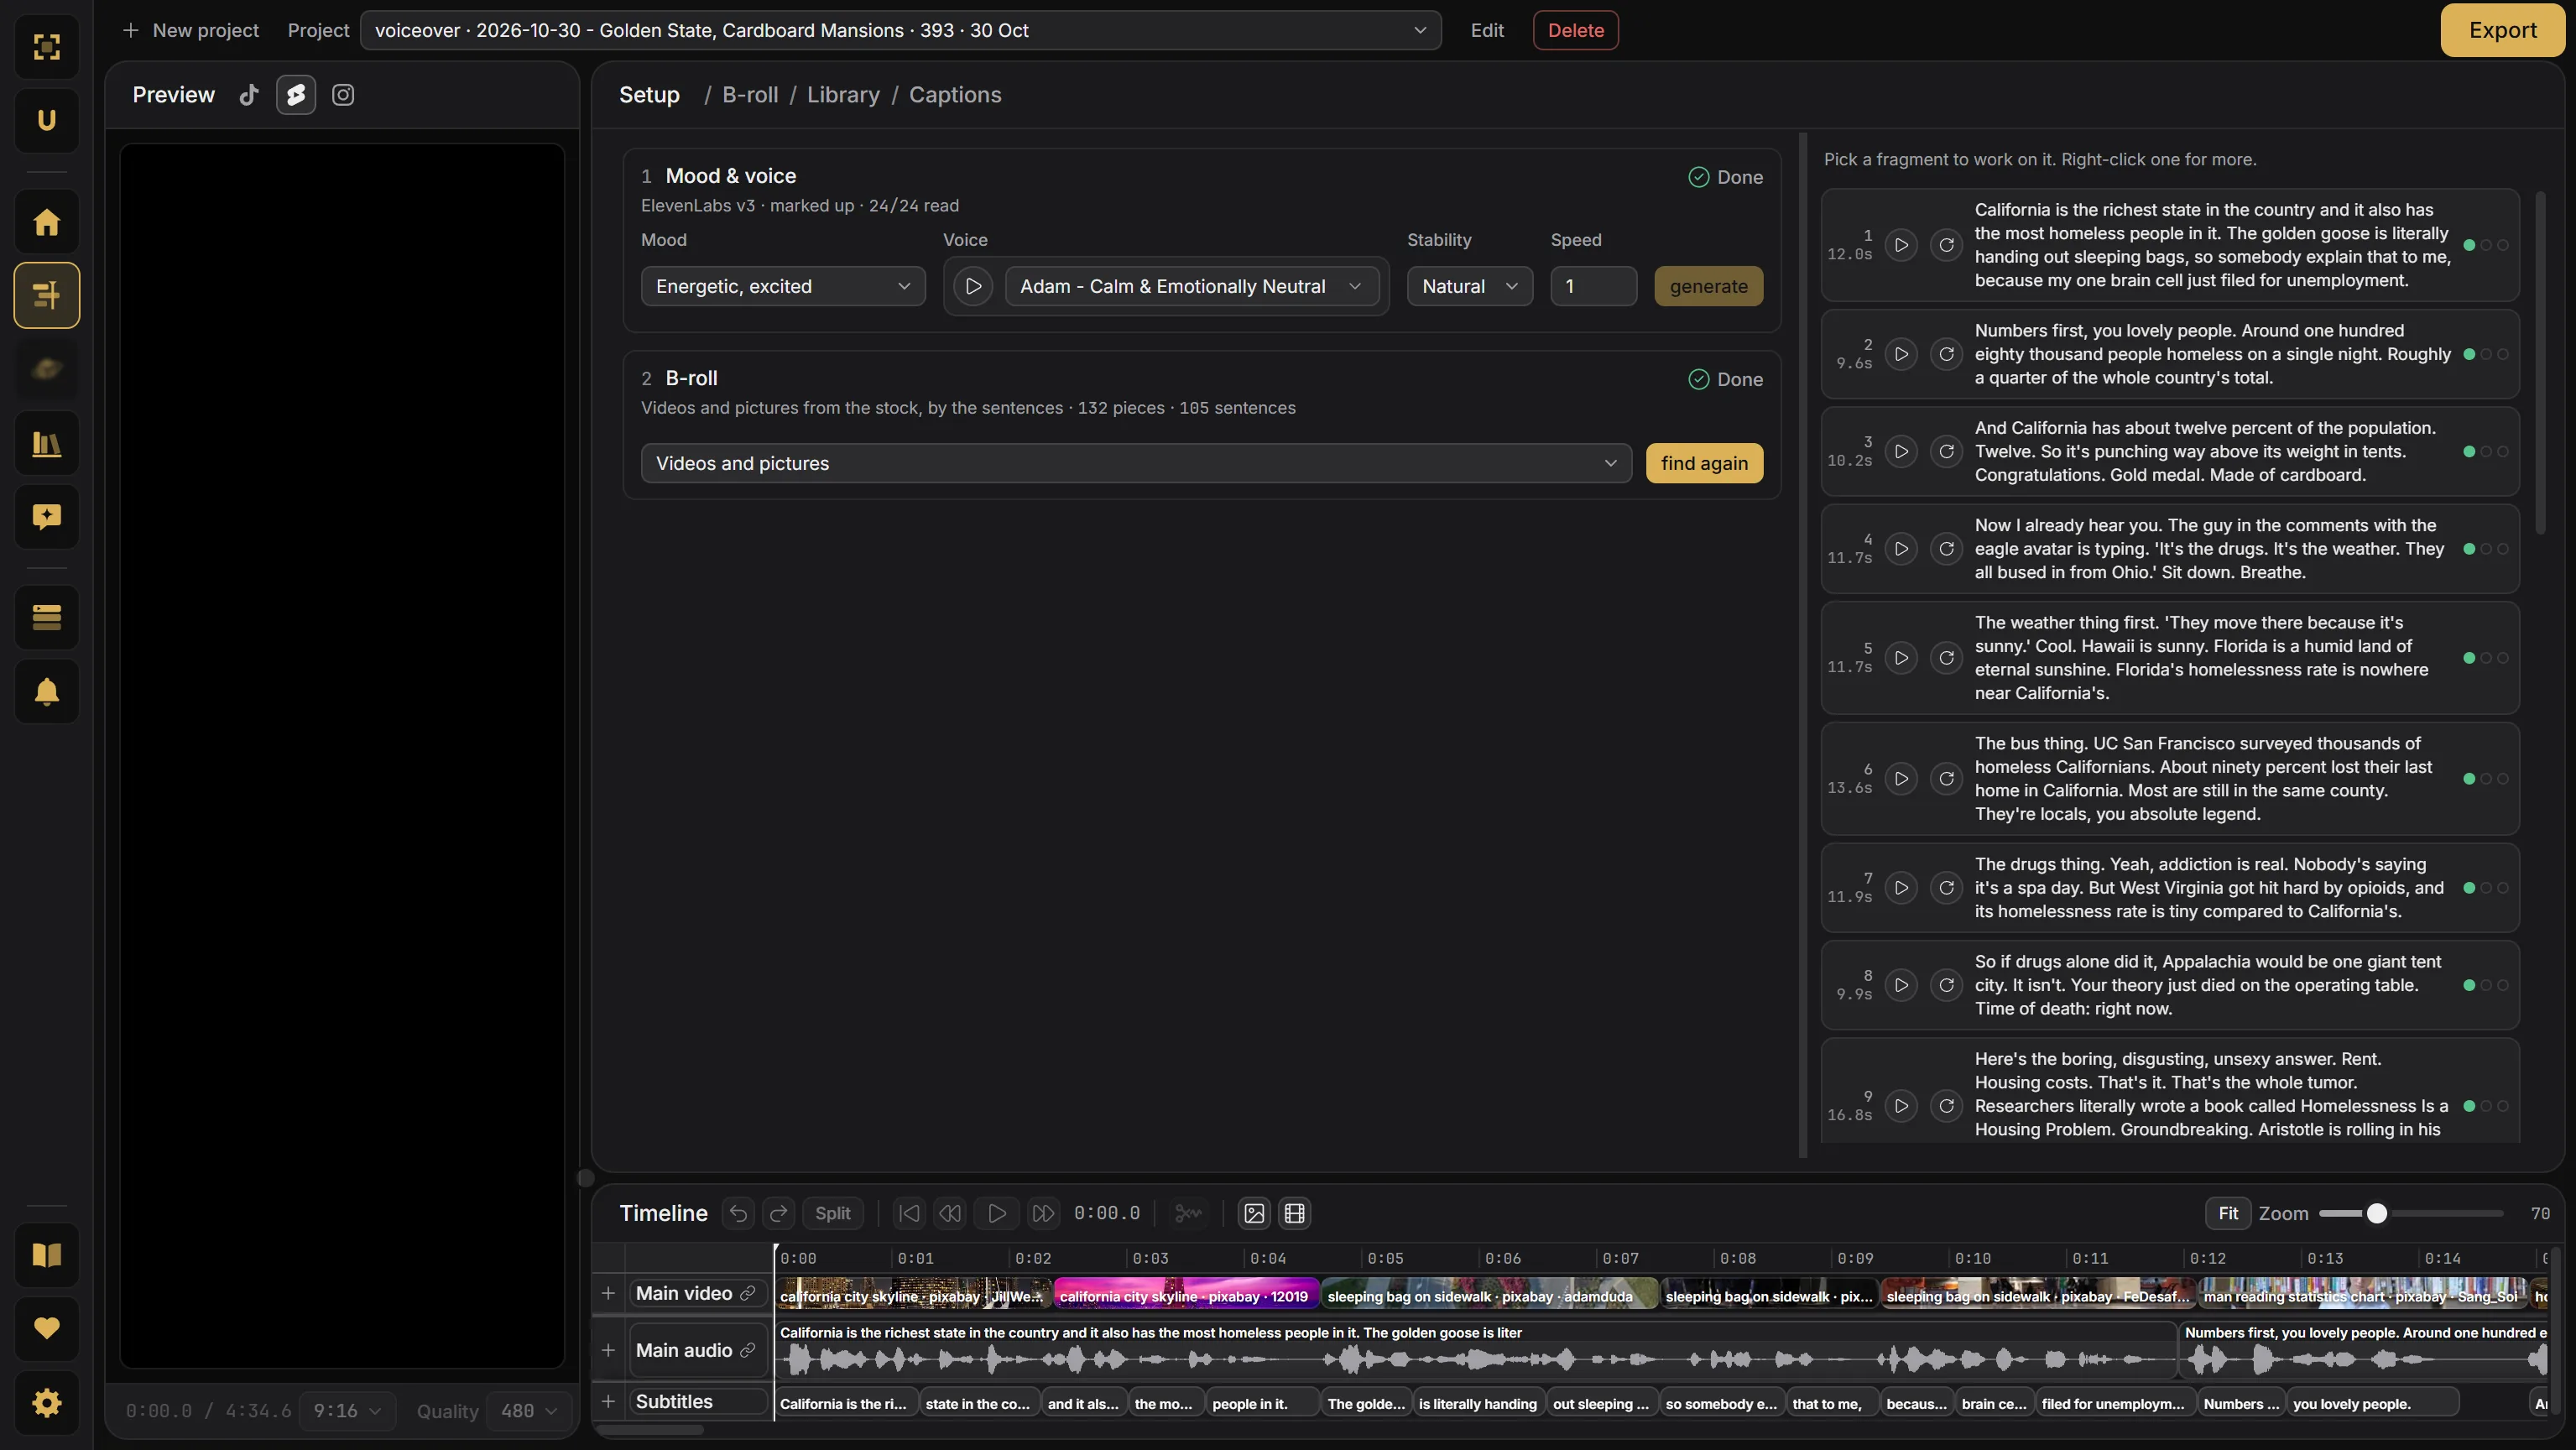 New project
Project
voiceover · 2026-10-30 - Golden State, Cardboard Mansions · 393 · 30 Oct
Edit
Delete
Export
Preview
Setup / B-roll / Library / Captions
1 Mood & voice
Done
ElevenLabs v3 · marked up · 24/24 read
Mood
Voice
Stability
Speed
Energetic, excited
Adam - Calm & Emotionally Neutral
Natural
1
generate
2 B-roll
Done
Videos and pictures from the stock, by the sentences · 132 pieces · 105 sentences
Videos and pictures
find again
Pick a fragment to work on it. Right-click one for more.
1
12.0s
California is the richest state in the country and it also has
the most homeless people in it. The golden goose is literally
handing out sleeping bags, so somebody explain that to me,
because my one brain cell just filed for unemployment.
2
9.6s
Numbers first, you lovely people. Around one hundred
eighty thousand people homeless on a single night. Roughly
a quarter of the whole country's total.
3
10.2s
And California has about twelve percent of the population.
Twelve. So it's punching way above its weight in tents.
Congratulations. Gold medal. Made of cardboard.
4
11.7s
Now I already hear you. The guy in the comments with the
eagle avatar is typing. 'It's the drugs. It's the weather. They
all bused in from Ohio.' Sit down. Breathe.
5
11.7s
The weather thing first. 'They move there because it's
sunny.' Cool. Hawaii is sunny. Florida is a humid land of
eternal sunshine. Florida's homelessness rate is nowhere
near California's.
6
13.6s
The bus thing. UC San Francisco surveyed thousands of
homeless Californians. About ninety percent lost their last
home in California. Most are still in the same county.
They're locals, you absolute legend.
7
11.9s
The drugs thing. Yeah, addiction is real. Nobody's saying
it's a spa day. But West Virginia got hit hard by opioids, and
its homelessness rate is tiny compared to California's.
8
9.9s
So if drugs alone did it, Appalachia would be one giant tent
city. It isn't. Your theory just died on the operating table.
Time of death: right now.
9
16.8s
Here's the boring, disgusting, unsexy answer. Rent.
Housing costs. That's it. That's the whole tumor.
Researchers literally wrote a book called Homelessness Is a
Housing Problem. Groundbreaking. Aristotle is rolling in his
0:00.0 / 4:34.6
9:16
Quality
480
Timeline
Split
0:00.0
Fit
Zoom
70
0:00 0:01 0:02 0:03 0:04 0:05 0:06 0:07 0:08 0:09 0:10 0:11 0:12 0:13 0:14
Main video
california city skyline · pixabay · JillWe...
california city skyline · pixabay · 12019
sleeping bag on sidewalk · pixabay · adamduda
sleeping bag on sidewalk · pix...
sleeping bag on sidewalk · pixabay · FeDesaf...
man reading statistics chart · pixabay · Sang_Soi
Main audio
California is the richest state in the country and it also has the most homeless people in it. The golden goose is liter
Numbers first, you lovely people. Around one hundred e
Subtitles
California is the ri...
state in the co...
and it als...
the mo...
people in it.
The golde...
is literally handing
out sleeping ...
so somebody e...
that to me,
becaus...
brain ce...
filed for unemploym...
Numbers ...
you lovely people.